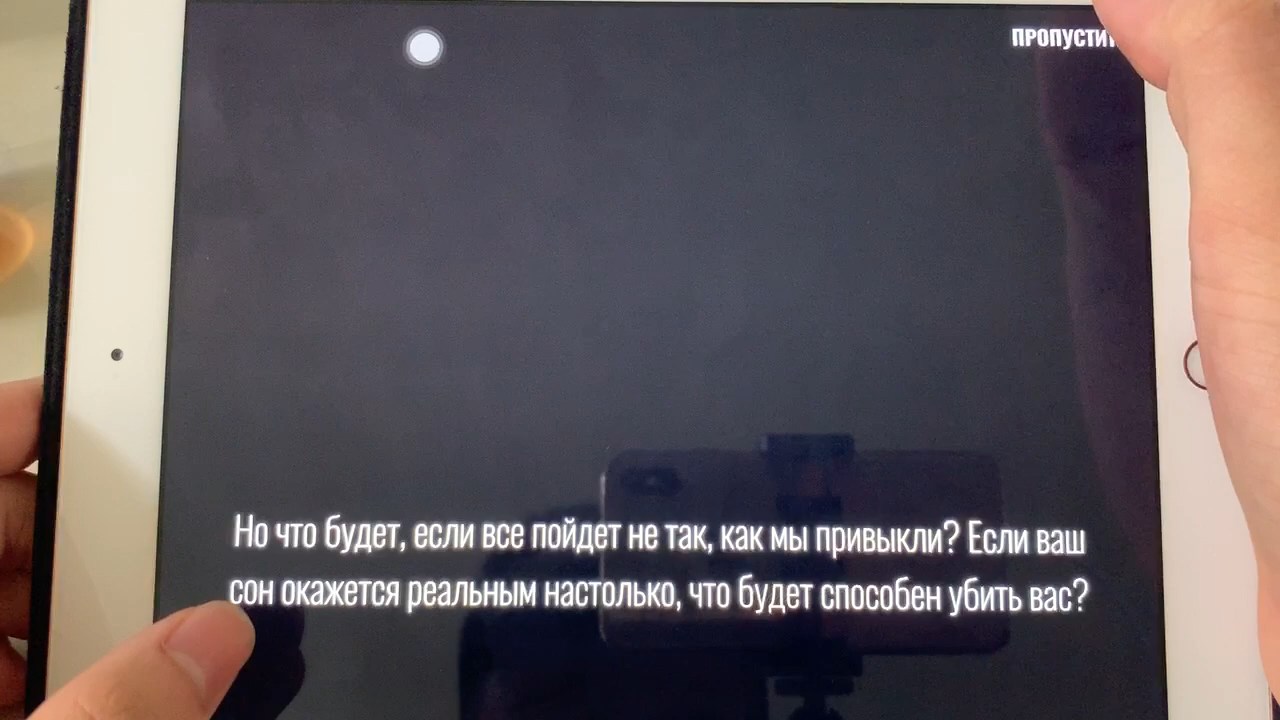 ПРОПУСТИТ
Но что будет, если все пойдет не так, как мы привыкли? Если ваш
сон окажется реальным настолько, что будет способен убить вас?